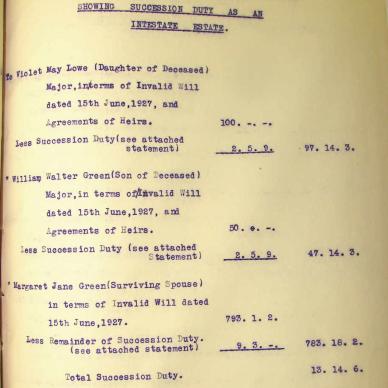 SHOWING SUCCESSION DUTY AS AN
INTESTATE ESTATE.
To Violet May Lowe (Daughter of Deceased)
Major, in terms of Invalid Will
dated 15th June, 1927, and
Agreements of Heirs. 100. -. -.
Less Succession Duty (see attached
statement) 2. 5. 9. 97. 14. 3.
" William Walter Green (Son of Deceased)
Major, in terms of Invalid Will
dated 15th June, 1927, and
Agreements of Heirs. 50. -. -.
Less Succession Duty (see attached
Statement) 2. 5. 9. 47. 14. 3.
" Margaret Jane Green (Surviving Spouse)
in terms of Invalid Will dated
15th June, 1927. 793. 1. 2.
Less Remainder of Succession Duty.
(see attached statement) 9. 3. -. 783. 18. 2.
Total Succession Duty. 13. 14. 6.